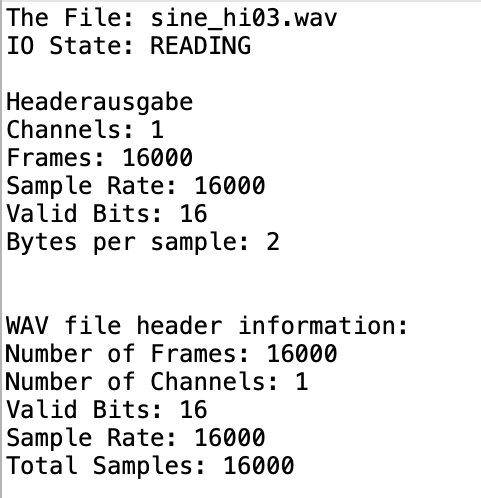 The File: sine_hi03.wav
IO State: READING
Headerausgabe
Channels: 1
Frames: 16000
Sample Rate: 16000
Valid Bits: 16
Bytes per sample: 2
WAV file header information:
Number of Frames: 16000
Number of Channels: 1
Valid Bits: 16
Sample Rate: 16000
Total Samples: 16000